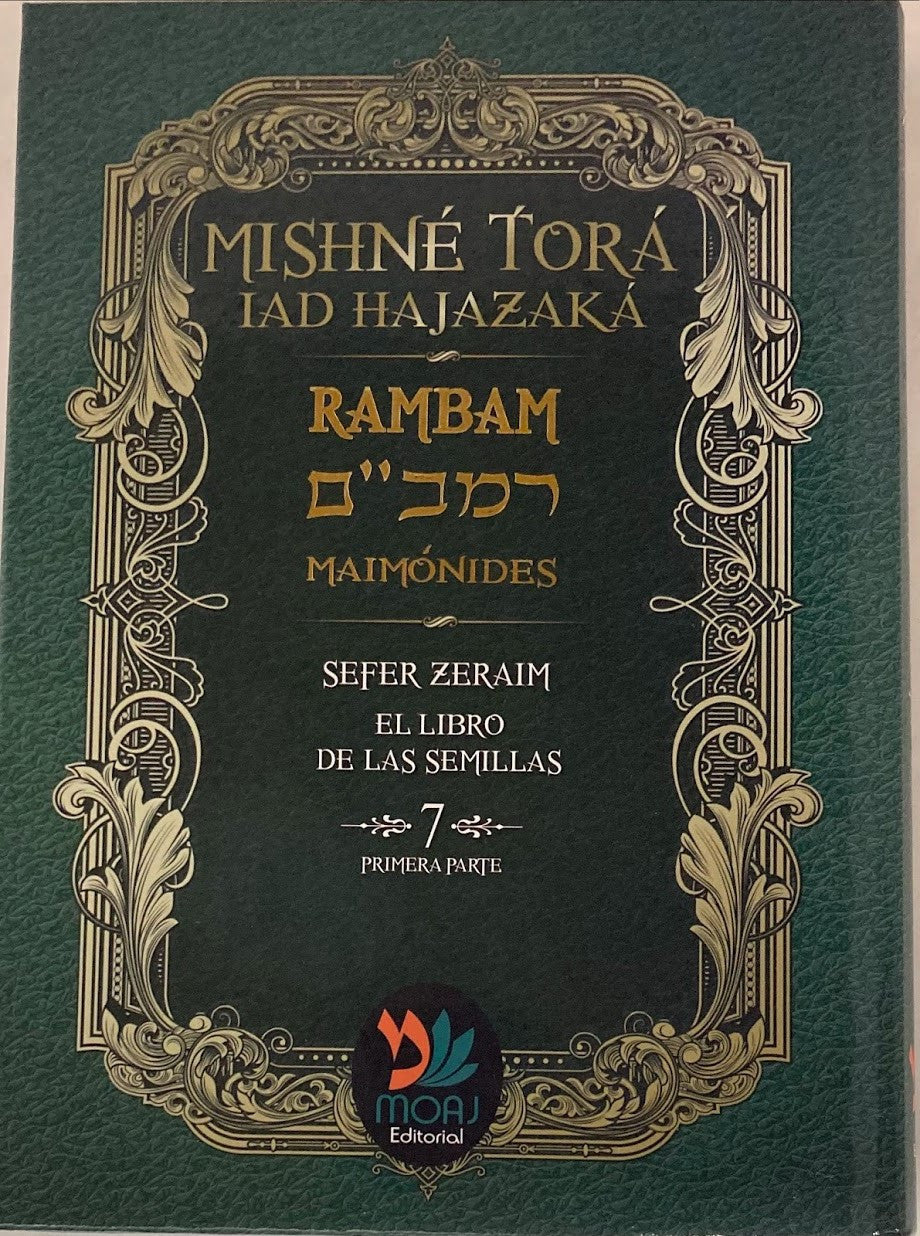 MISHNÉ TORÁ
IAD HAJAZAKÁ
RAMBAM
רמב"ם
MAIMÓNIDES
SEFER ZERAIM
EL LIBRO
DE LAS SEMILLAS
7
PRIMERA PARTE
MOAJ
Editorial